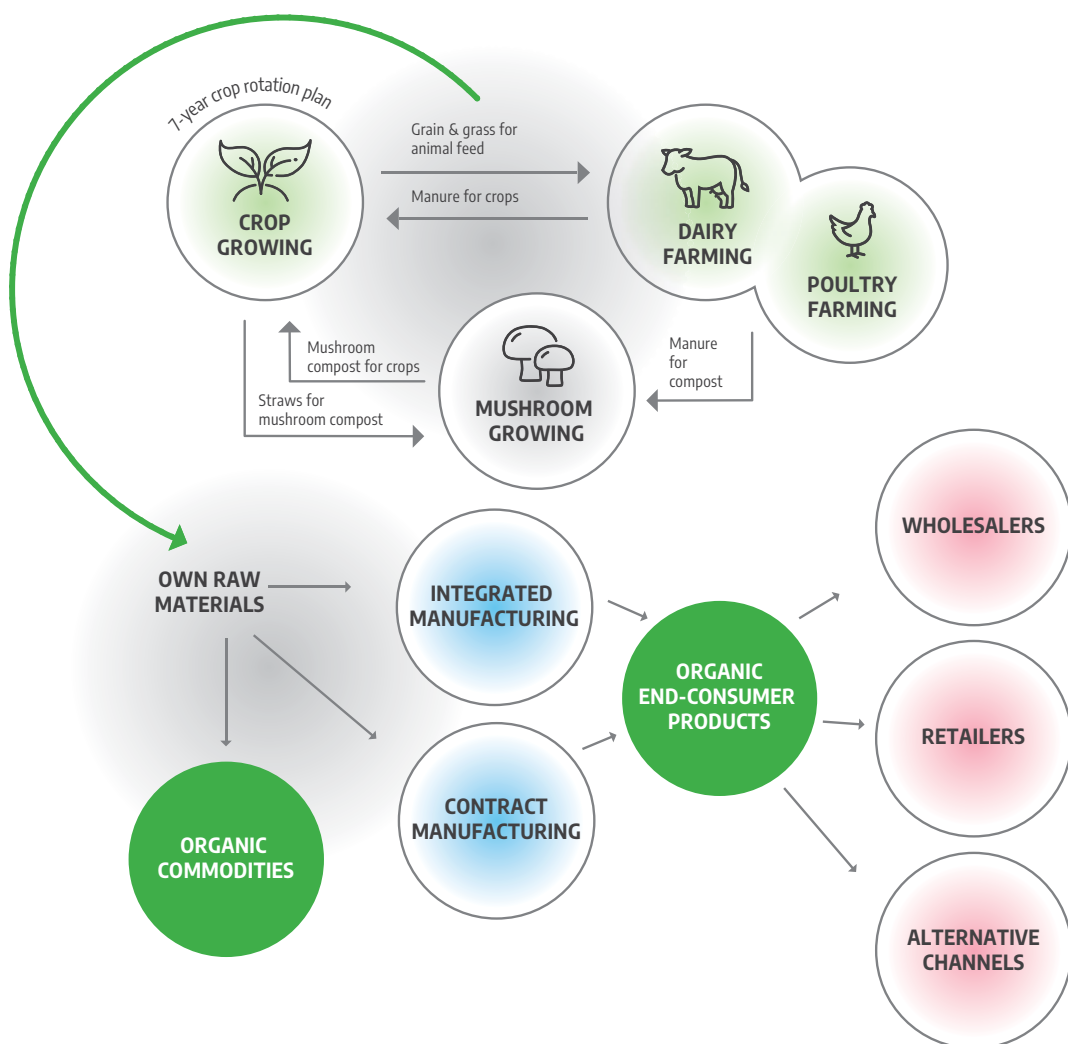 7-year crop rotation plan
CROP
GROWING
Grain & grass for
animal feed
Manure for crops
DAIRY
FARMING
POULTRY
FARMING
Mushroom
compost for crops
Straws for
mushroom compost
MUSHROOM
GROWING
Manure
for
compost
OWN RAW
MATERIALS
INTEGRATED
MANUFACTURING
CONTRACT
MANUFACTURING
ORGANIC
COMMODITIES
ORGANIC
END-CONSUMER
PRODUCTS
WHOLESALERS
RETAILERS
ALTERNATIVE
CHANNELS